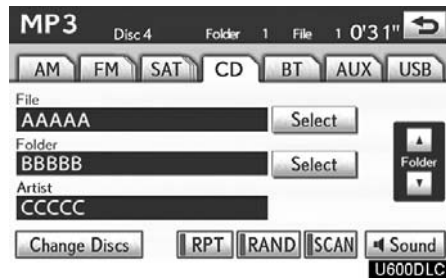 MP3 Disc 4 Folder 1 File 1 0'31"
AM FM SAT CD BT AUX USB
File
AAAAA Select
Folder
BBBBB Select
Folder
Artist
CCCCC
Change Discs RPT RAND SCAN Sound
U600DLC